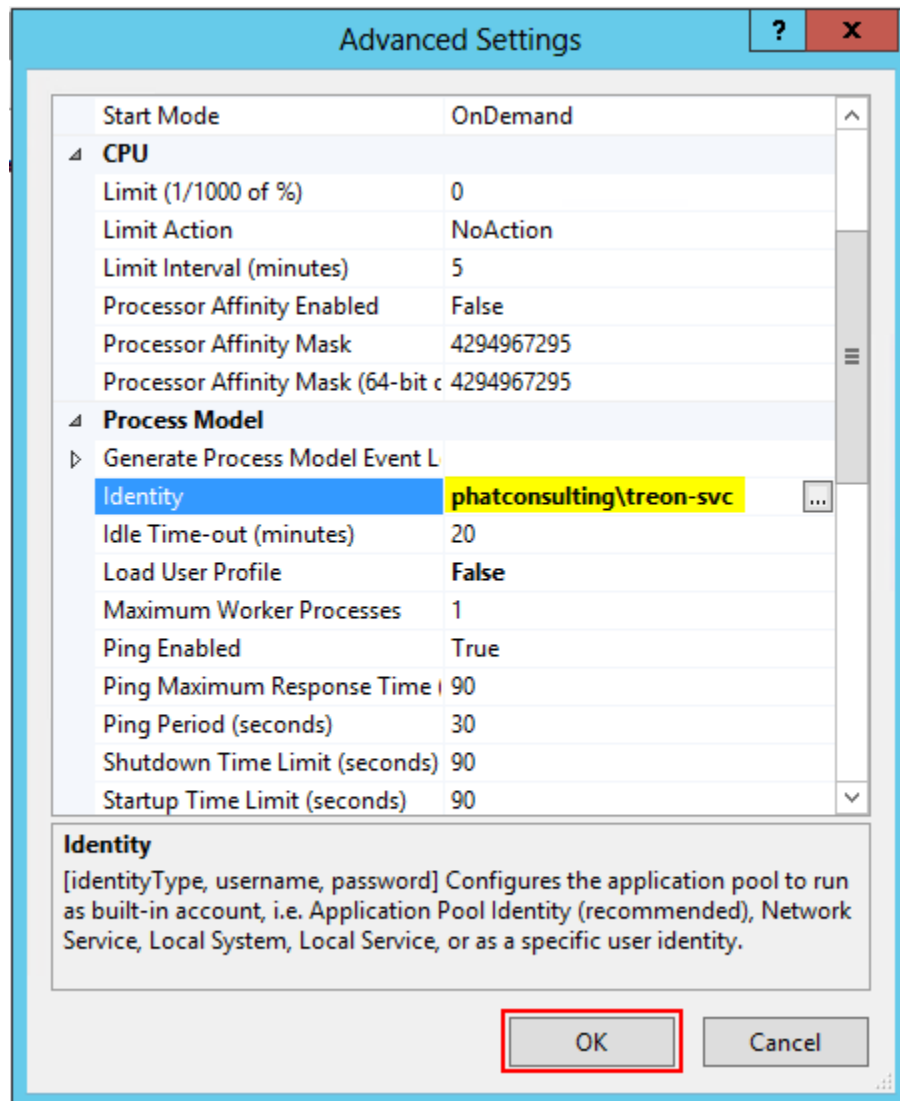 Advanced Settings
? x
Start Mode OnDemand
CPU
Limit (1/1000 of %) 0
Limit Action NoAction
Limit Interval (minutes) 5
Processor Affinity Enabled False
Processor Affinity Mask 4294967295
Processor Affinity Mask (64-bit c 4294967295
Process Model
Generate Process Model Event L
Identity phatconsulting\treon-svc ...
Idle Time-out (minutes) 20
Load User Profile False
Maximum Worker Processes 1
Ping Enabled True
Ping Maximum Response Time ( 90
Ping Period (seconds) 30
Shutdown Time Limit (seconds) 90
Startup Time Limit (seconds) 90
Identity
[identityType, username, password] Configures the application pool to run
as built-in account, i.e. Application Pool Identity (recommended), Network
Service, Local System, Local Service, or as a specific user identity.
OK Cancel